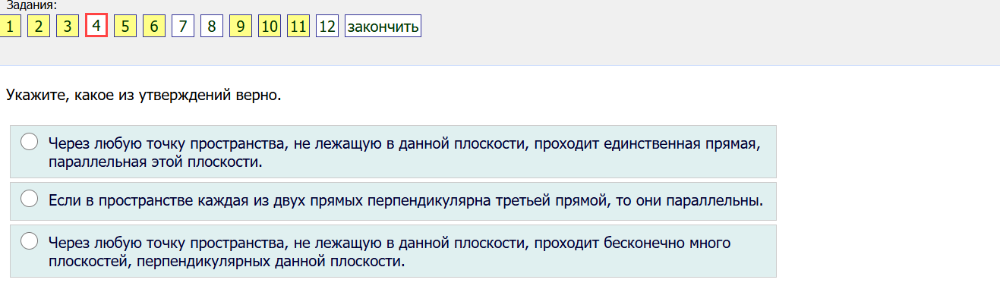 Задания:
1 2 3 4 5 6 7 8 9 10 11 12 закончить
Укажите, какое из утверждений верно.
Через любую точку пространства, не лежащую в данной плоскости, проходит единственная прямая,
параллельная этой плоскости.
Если в пространстве каждая из двух прямых перпендикулярна третьей прямой, то они параллельны.
Через любую точку пространства, не лежащую в данной плоскости, проходит бесконечно много
плоскостей, перпендикулярных данной плоскости.